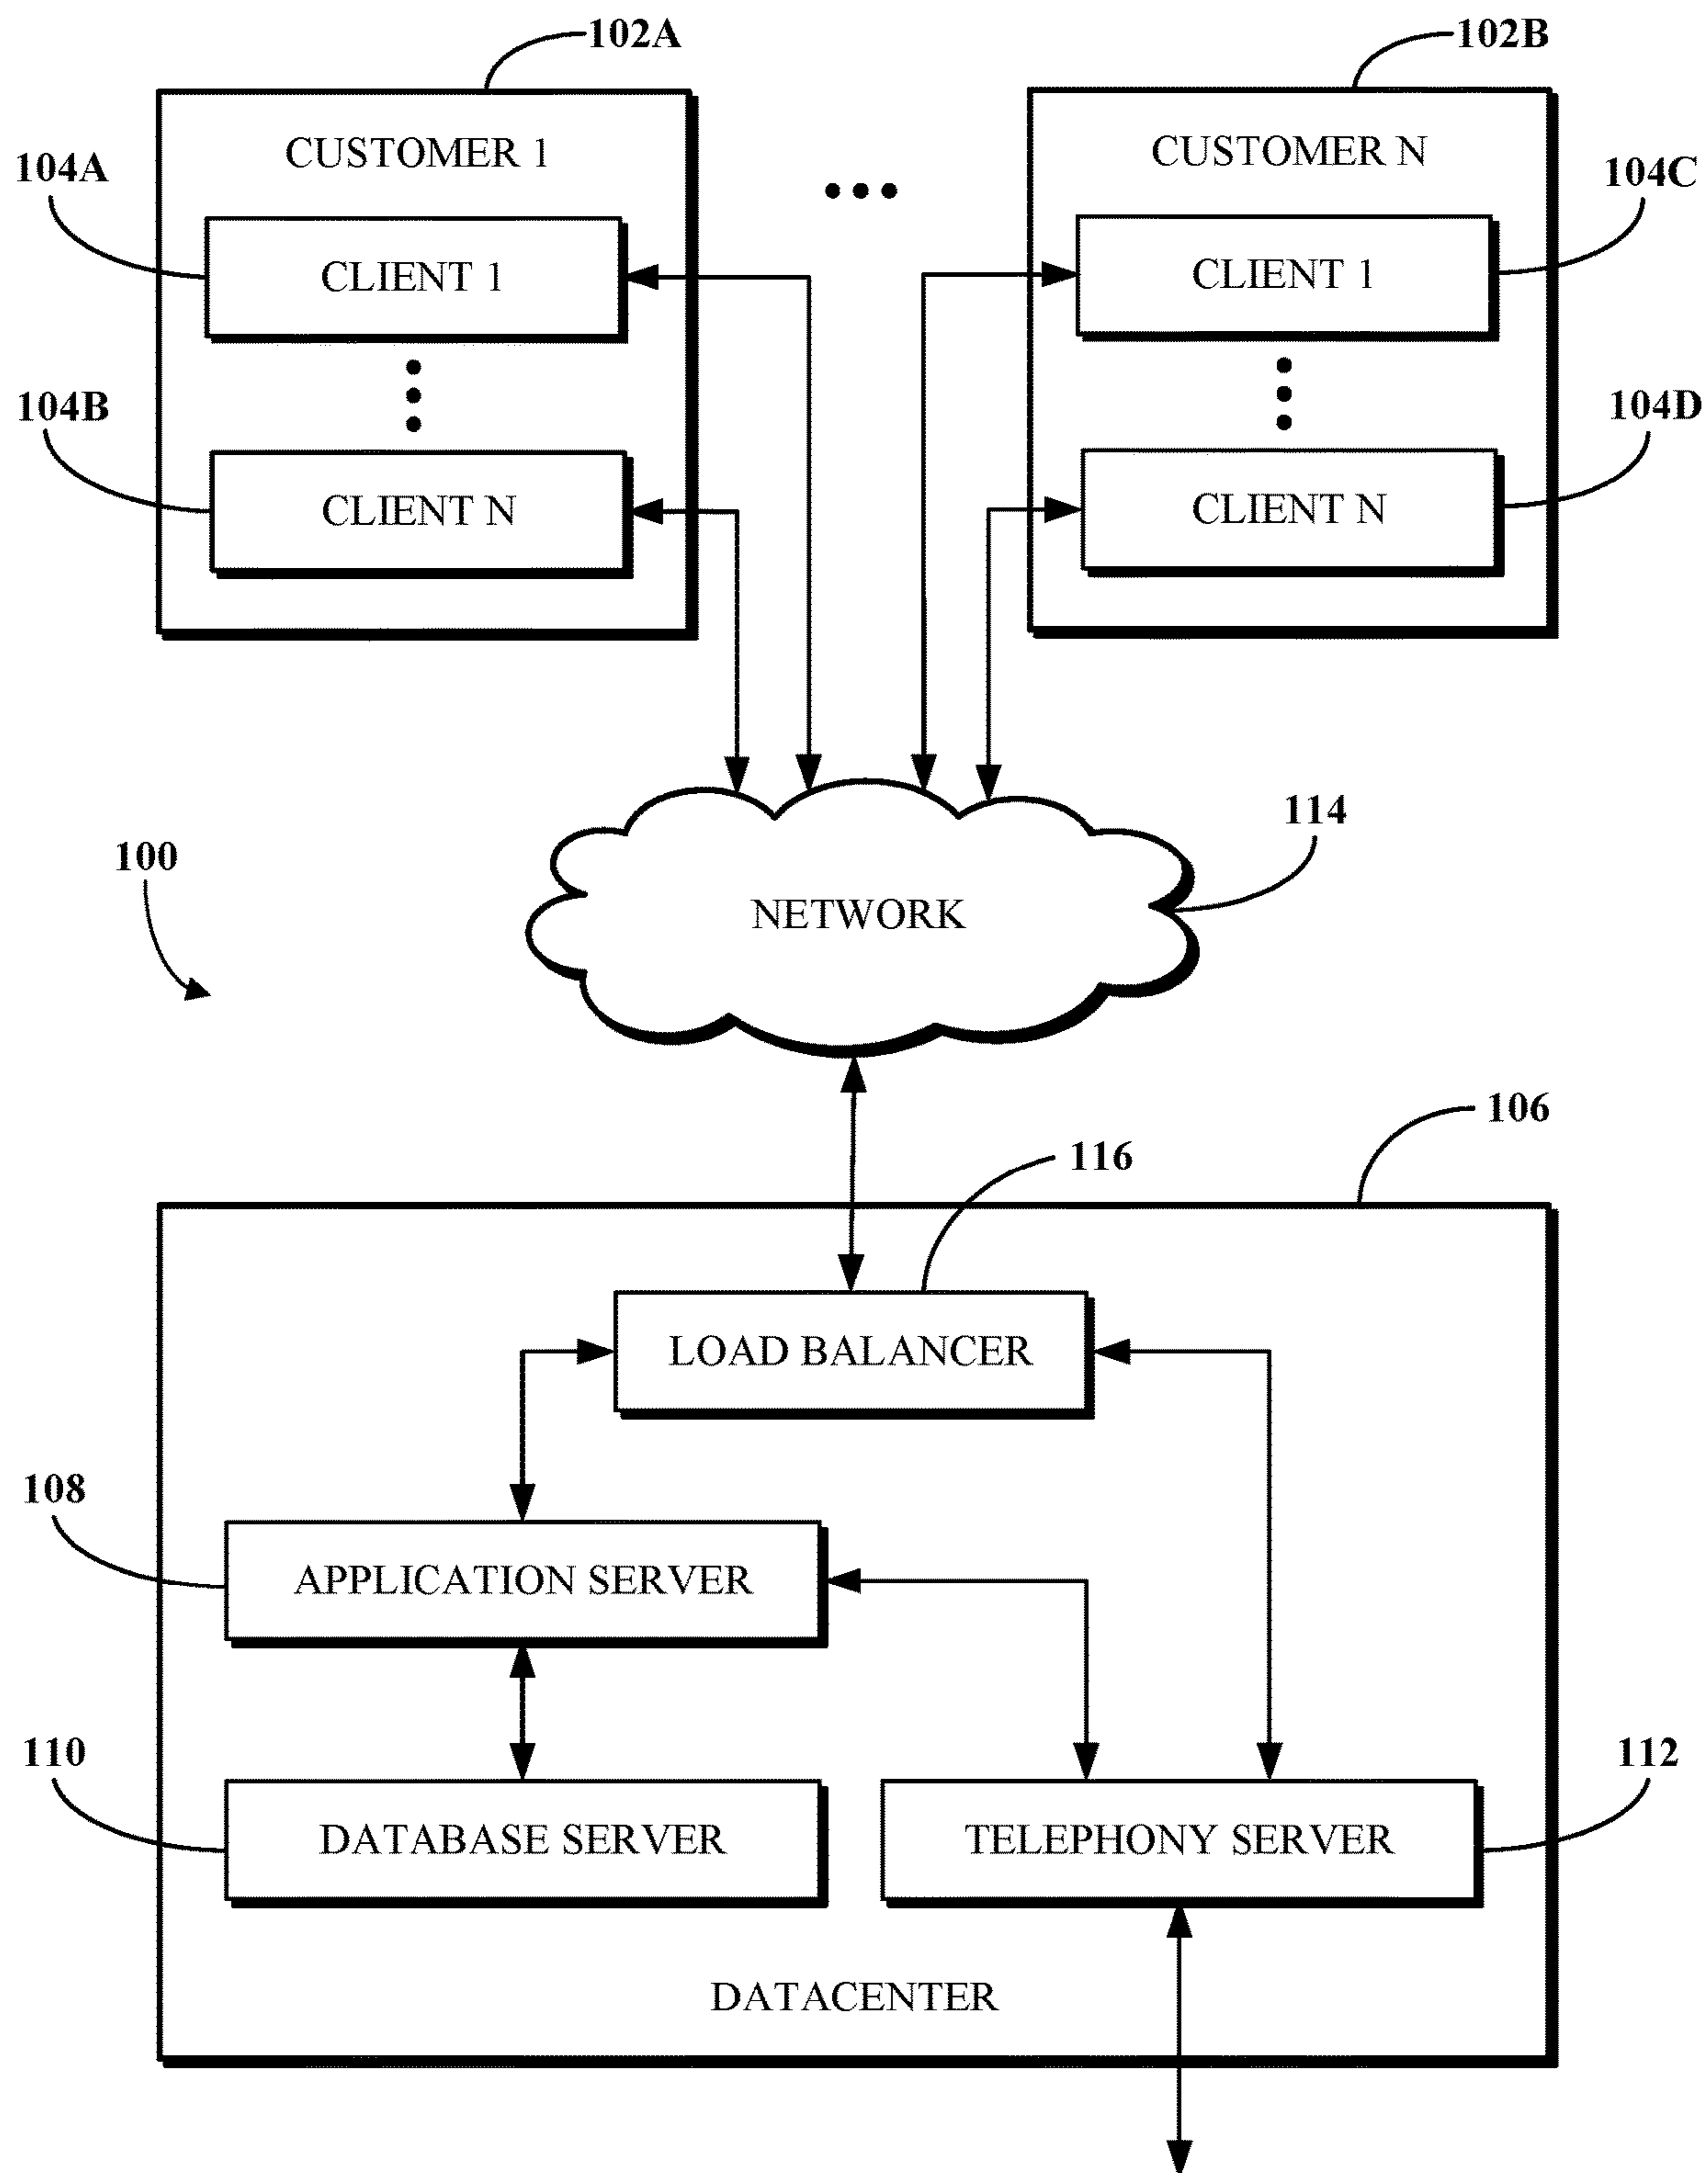 102A
102B
CUSTOMER 1
CUSTOMER N
104A
104C
CLIENT 1
CLIENT 1
104B
104D
CLIENT N
CLIENT N
114
100
NETWORK
106
116
LOAD BALANCER
108
APPLICATION SERVER
110
112
DATABASE SERVER
TELEPHONY SERVER
DATACENTER